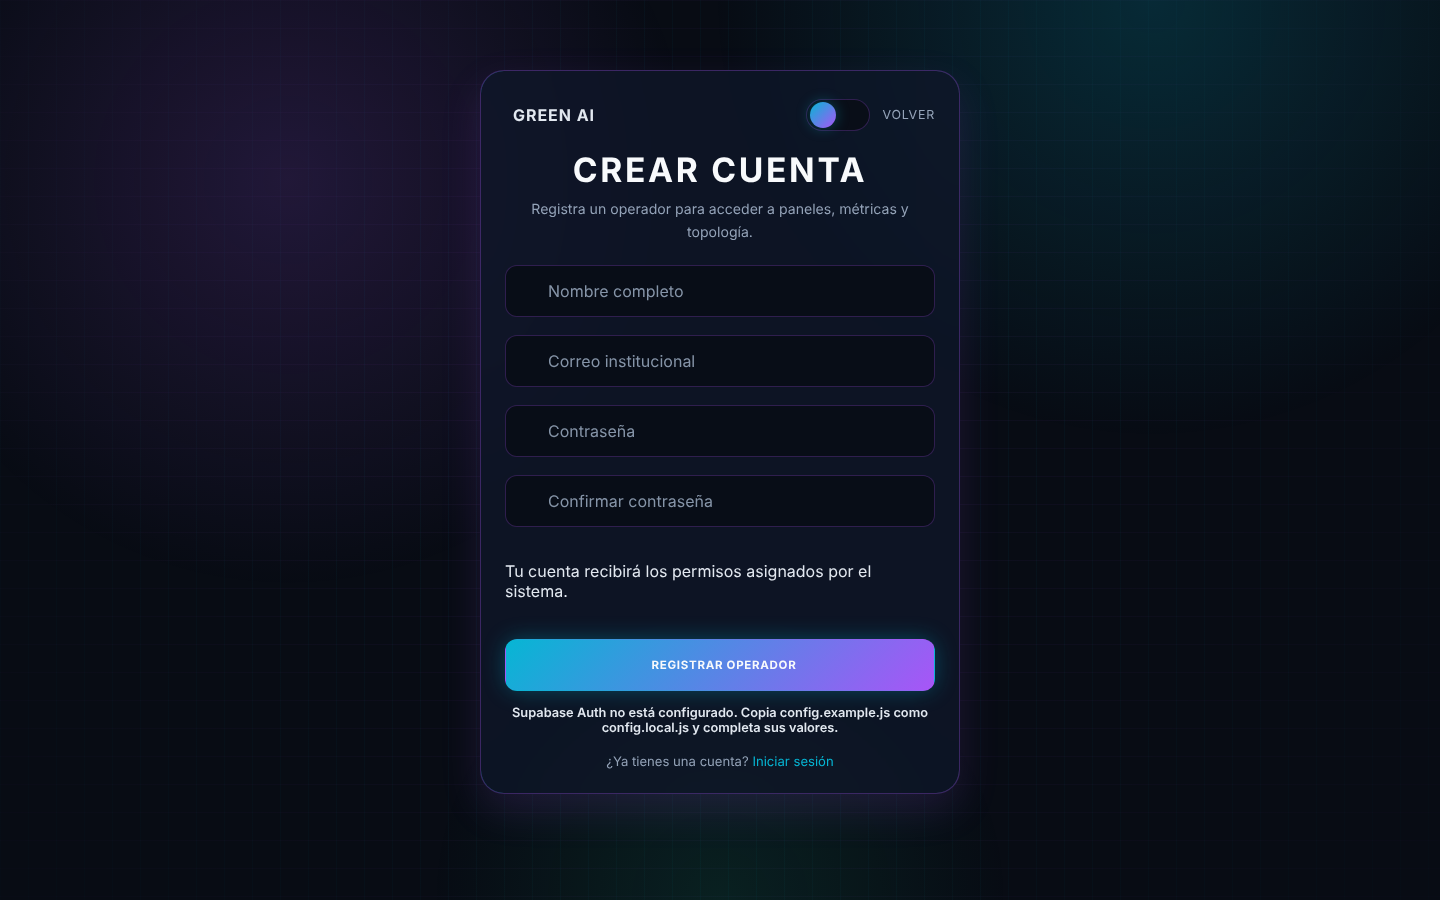 GREEN AI
VOLVER
CREAR CUENTA
Registra un operador para acceder a paneles, métricas y
topología.
Nombre completo
Correo institucional
Contraseña
Confirmar contraseña
Tu cuenta recibirá los permisos asignados por el
sistema.
REGISTRAR OPERADOR
Supabase Auth no está configurado. Copia config.example.js como
config.local.js y completa sus valores.
¿Ya tienes una cuenta? Iniciar sesión